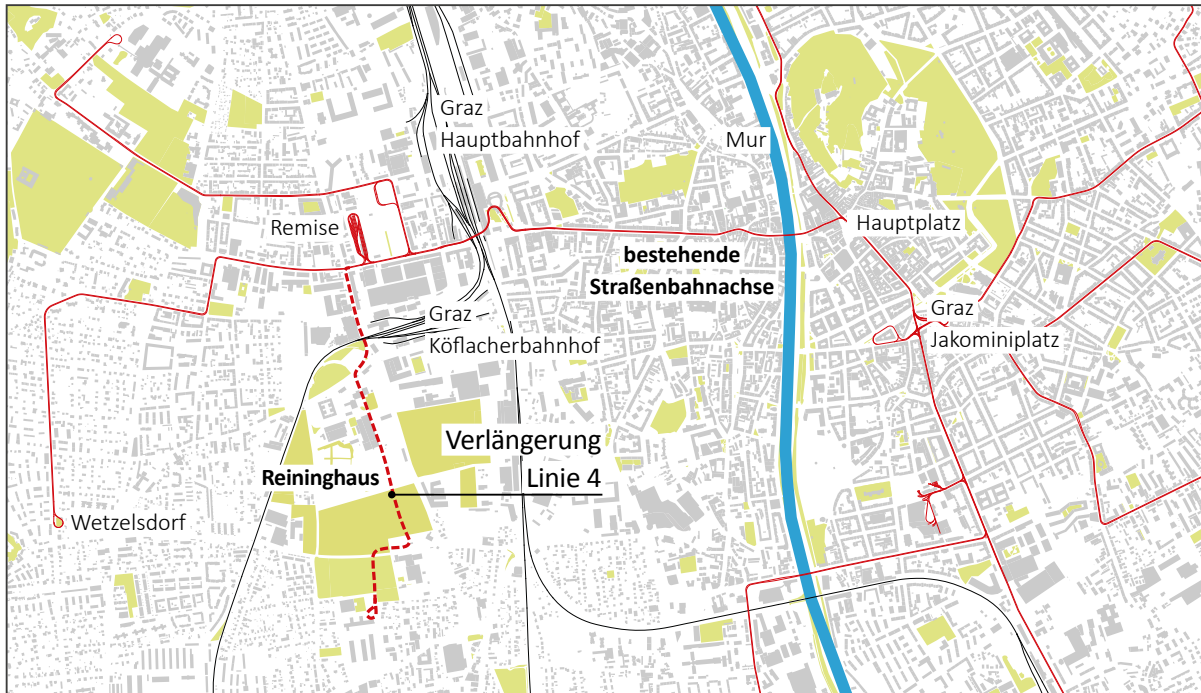 Graz
Hauptbahnhof
Mur
Remise
Hauptplatz
bestehende
Straßenbahnachse
Graz
Köflacherbahnhof
Graz
Jakominiplatz
Verlängerung
Linie 4
Reininghaus
Wetzelsdorf